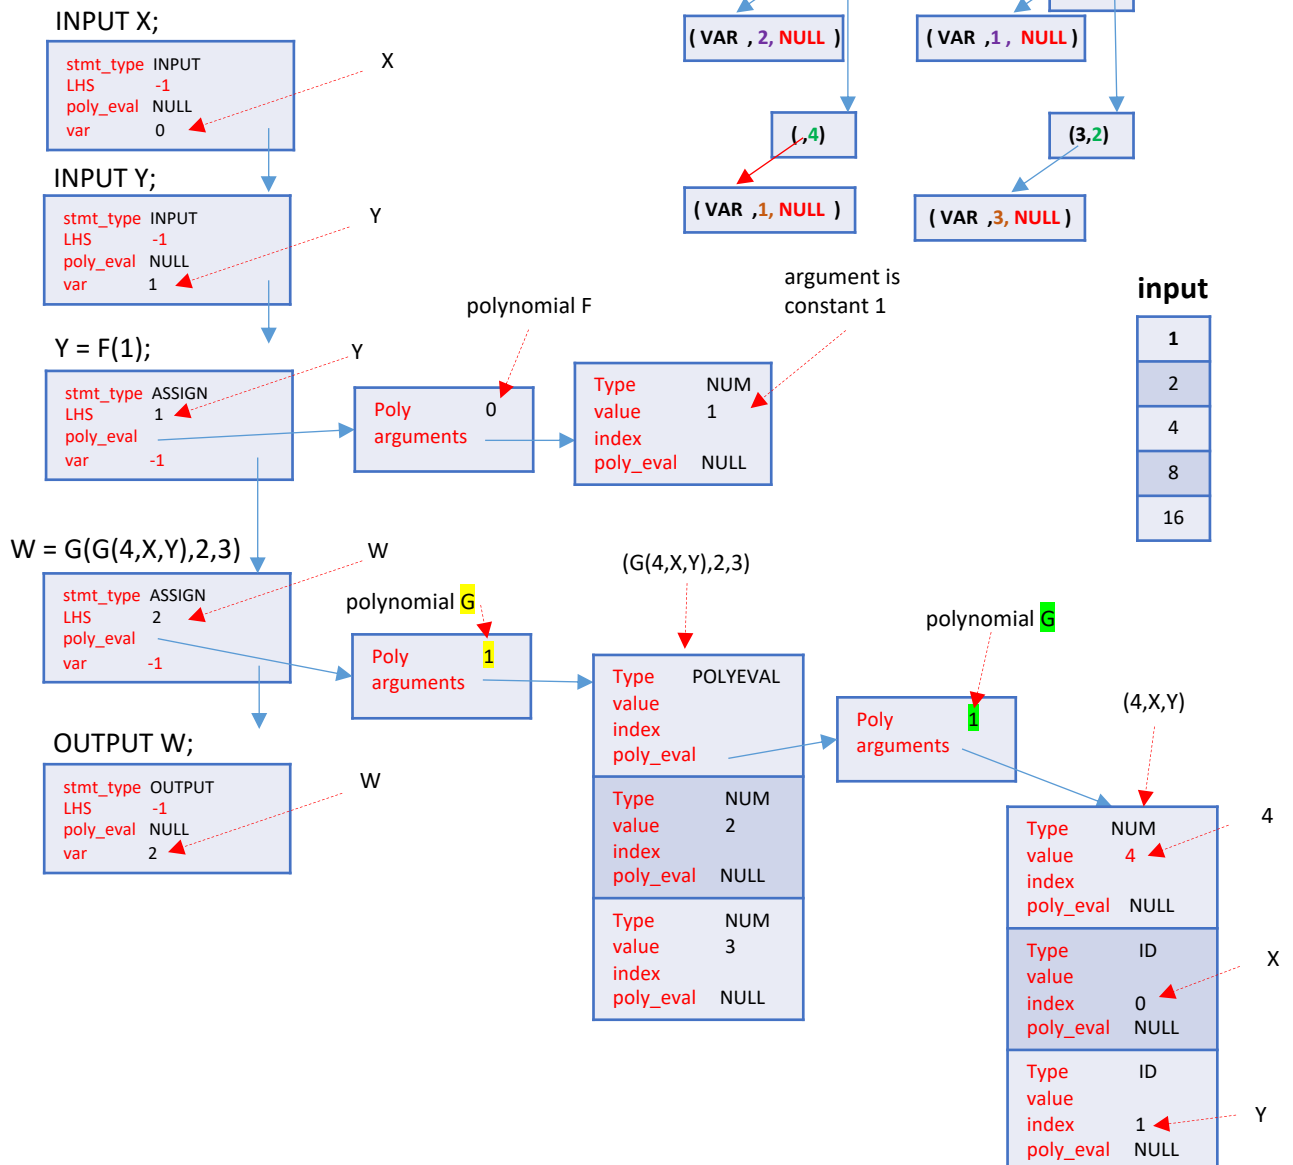 INPUT X;
stmt_type INPUT
LHS -1
poly_eval NULL
var 0
X
INPUT Y;
stmt_type INPUT
LHS -1
poly_eval NULL
var 1
Y
Y = F(1);
stmt_type ASSIGN
LHS 1
poly_eval
var -1
Y
polynomial F
Poly 0
arguments
argument is
constant 1
Type NUM
value 1
index
poly_eval NULL
( VAR , 2, NULL )
( VAR ,1 , NULL )
( ,4)
(3,2)
( VAR ,1, NULL )
( VAR ,3, NULL )
input
1
2
4
8
16
W = G(G(4,X,Y),2,3)
stmt_type ASSIGN
LHS 2
poly_eval
var -1
W
polynomial G
Poly 1
arguments
(G(4,X,Y),2,3)
Type POLYEVAL
value
index
poly_eval
Type NUM
value 2
index
poly_eval NULL
Type NUM
value 3
index
poly_eval NULL
polynomial G
Poly 1
arguments
(4,X,Y)
Type NUM
value 4
index
poly_eval NULL
4
Type ID
value
index 0
poly_eval NULL
X
Type ID
value
index 1
poly_eval NULL
Y
OUTPUT W;
stmt_type OUTPUT
LHS -1
poly_eval NULL
var 2
W